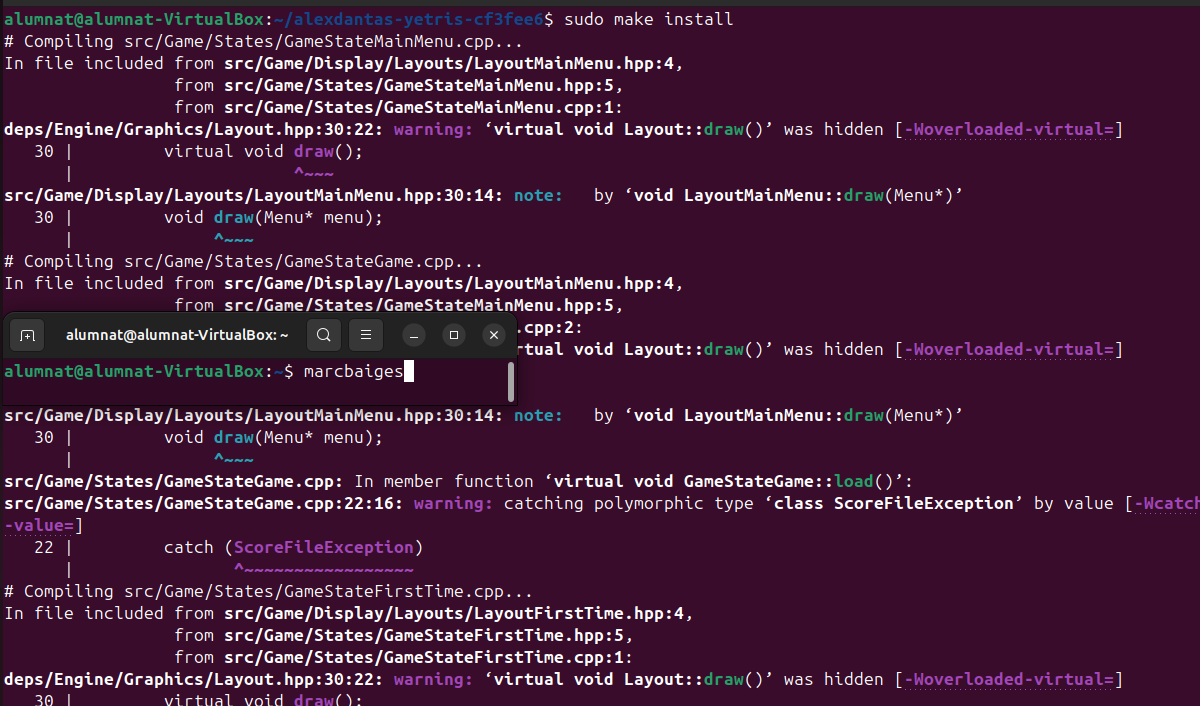 alumnat@alumnat-VirtualBox:~/alexdantas-yetris-cf3fee6$ sudo make install
# Compiling src/Game/States/GameStateMainMenu.cpp...
In file included from src/Game/Display/Layouts/LayoutMainMenu.hpp:4,
                 from src/Game/States/GameStateMainMenu.hpp:5,
                 from src/Game/States/GameStateMainMenu.cpp:1:
deps/Engine/Graphics/Layout.hpp:30:22: warning: ‘virtual void Layout::draw()’ was hidden [-Woverloaded-virtual=]
   30 |         virtual void draw();
      |                      ^~~~
src/Game/Display/Layouts/LayoutMainMenu.hpp:30:14: note:   by ‘void LayoutMainMenu::draw(Menu*)’
   30 |         void draw(Menu* menu);
      |              ^~~~
# Compiling src/Game/States/GameStateGame.cpp...
In file included from src/Game/Display/Layouts/LayoutMainMenu.hpp:4,
                 from src/Game/States/GameStateMainMenu.hpp:5,
.cpp:2:
alumnat@alumnat-VirtualBox: ~
rtual void Layout::draw()’ was hidden [-Woverloaded-virtual=]
alumnat@alumnat-VirtualBox:~$ marcbaiges
src/Game/Display/Layouts/LayoutMainMenu.hpp:30:14: note:   by ‘void LayoutMainMenu::draw(Menu*)’
   30 |         void draw(Menu* menu);
      |              ^~~~
src/Game/States/GameStateGame.cpp: In member function ‘virtual void GameStateGame::load()’:
src/Game/States/GameStateGame.cpp:22:16: warning: catching polymorphic type ‘class ScoreFileException’ by value [-Wcatch
-value=]
   22 |         catch (ScoreFileException)
      |                ^~~~~~~~~~~~~~~~~~
# Compiling src/Game/States/GameStateFirstTime.cpp...
In file included from src/Game/Display/Layouts/LayoutFirstTime.hpp:4,
                 from src/Game/States/GameStateFirstTime.hpp:5,
                 from src/Game/States/GameStateFirstTime.cpp:1:
deps/Engine/Graphics/Layout.hpp:30:22: warning: ‘virtual void Layout::draw()’ was hidden [-Woverloaded-virtual=]
   30 |         virtual void draw();